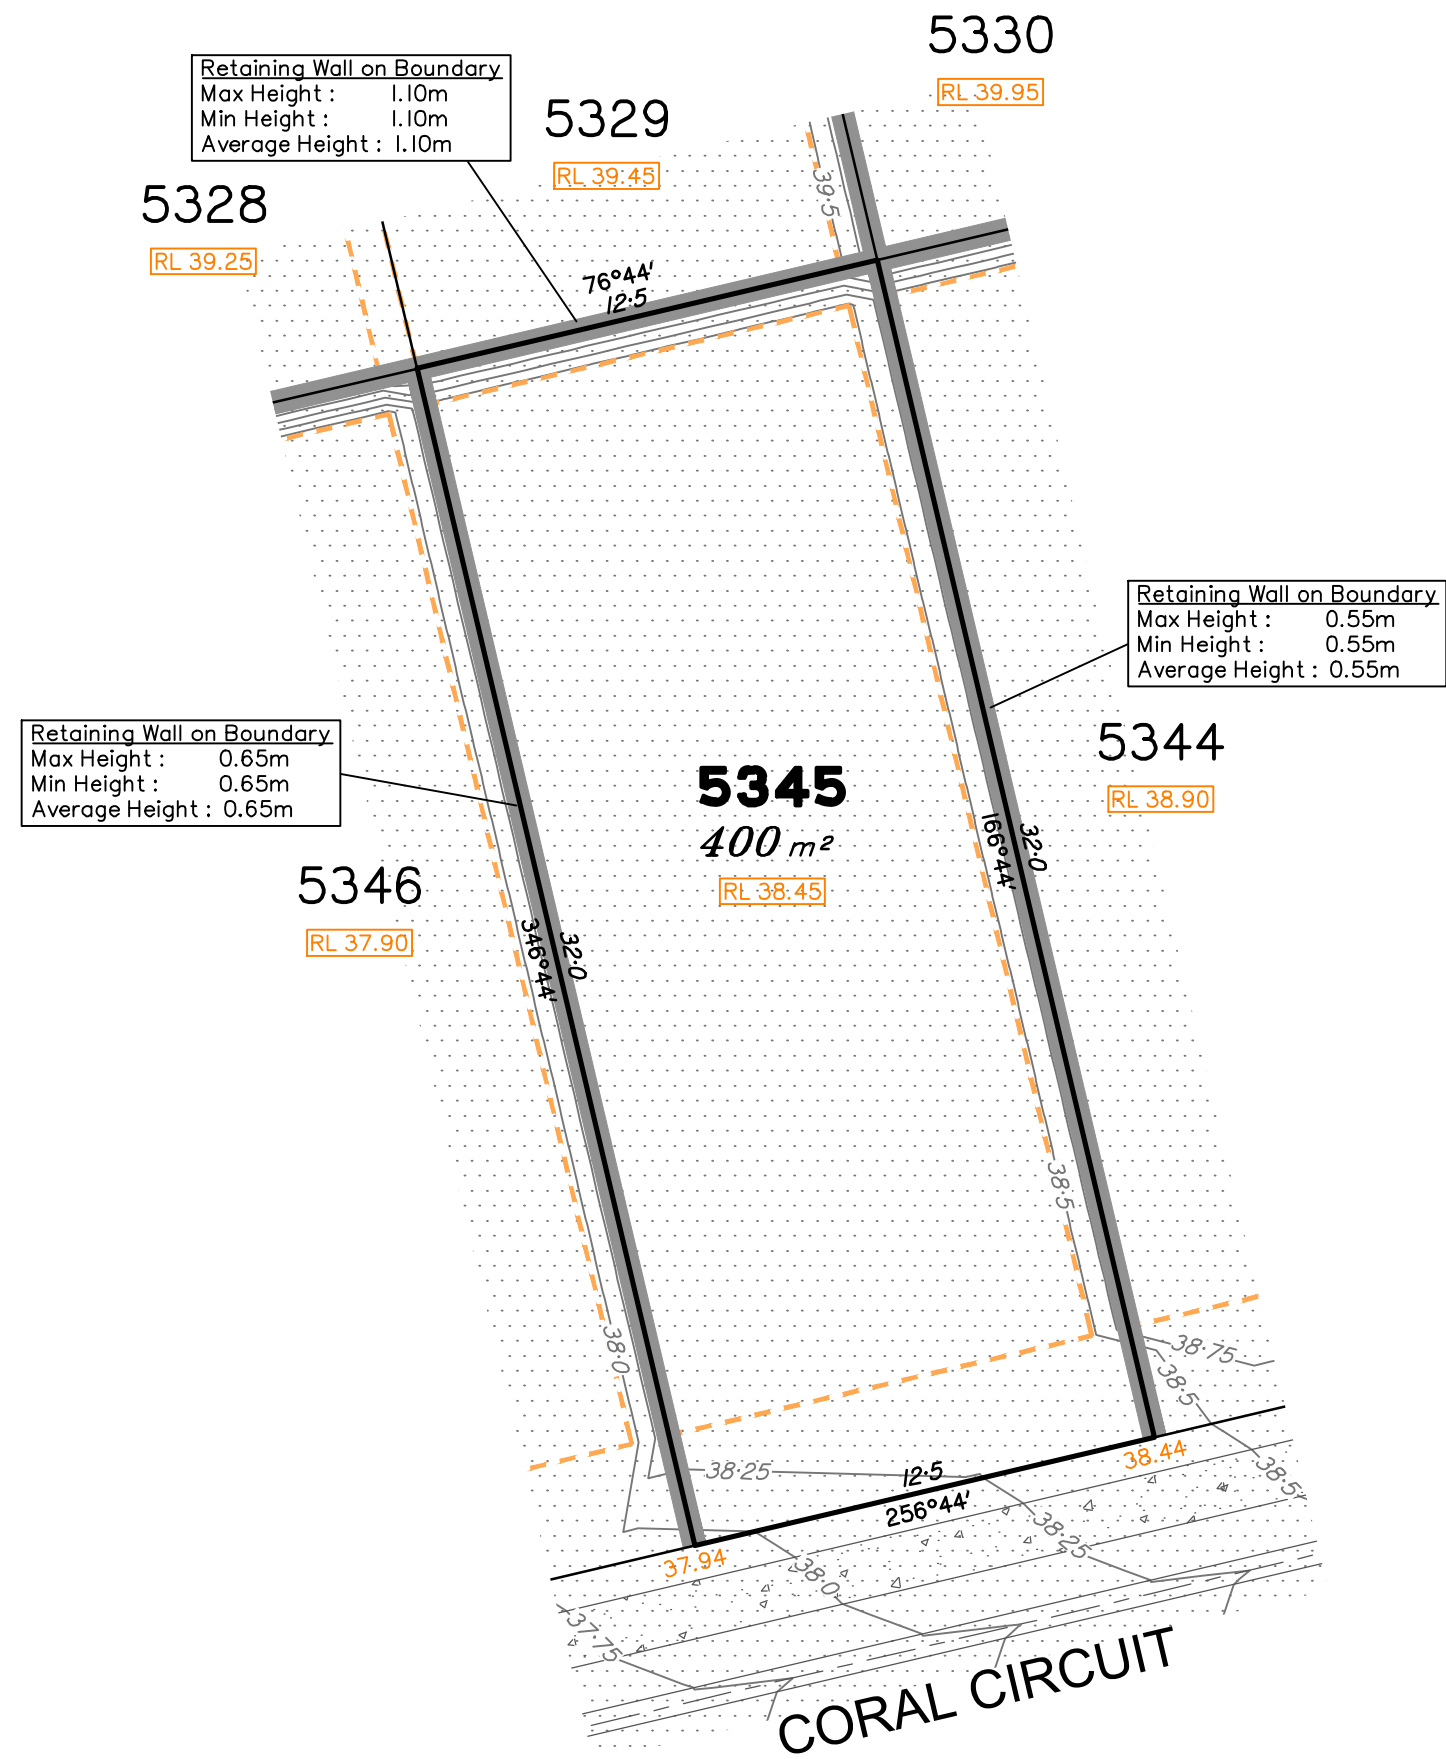 5330
RL 39.95
Retaining Wall on Boundary
Max Height : 1.10m
Min Height : 1.10m
Average Height : 1.10m
5329
RL 39.45
5328
RL 39.25
39.5
76°44'
12·5
Retaining Wall on Boundary
Max Height : 0.55m
Min Height : 0.55m
Average Height : 0.55m
5344
RL 38.90
Retaining Wall on Boundary
Max Height : 0.65m
Min Height : 0.65m
Average Height : 0.65m
5345
400 m²
RL 38.45
166°44'
32·0
5346
RL 37.90
346°44'
32·0
38·5
38·0
38·75
38·5
38·25
12·5
256°44'
38.44
38·5
37.94
38·25
38·0
37·75
CORAL CIRCUIT